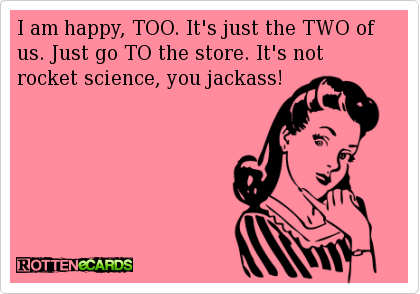 I am happy, TOO. It's just the TWO of
us. Just go TO the store. It's not
rocket science, you jackass!
ROTTENeCARDS